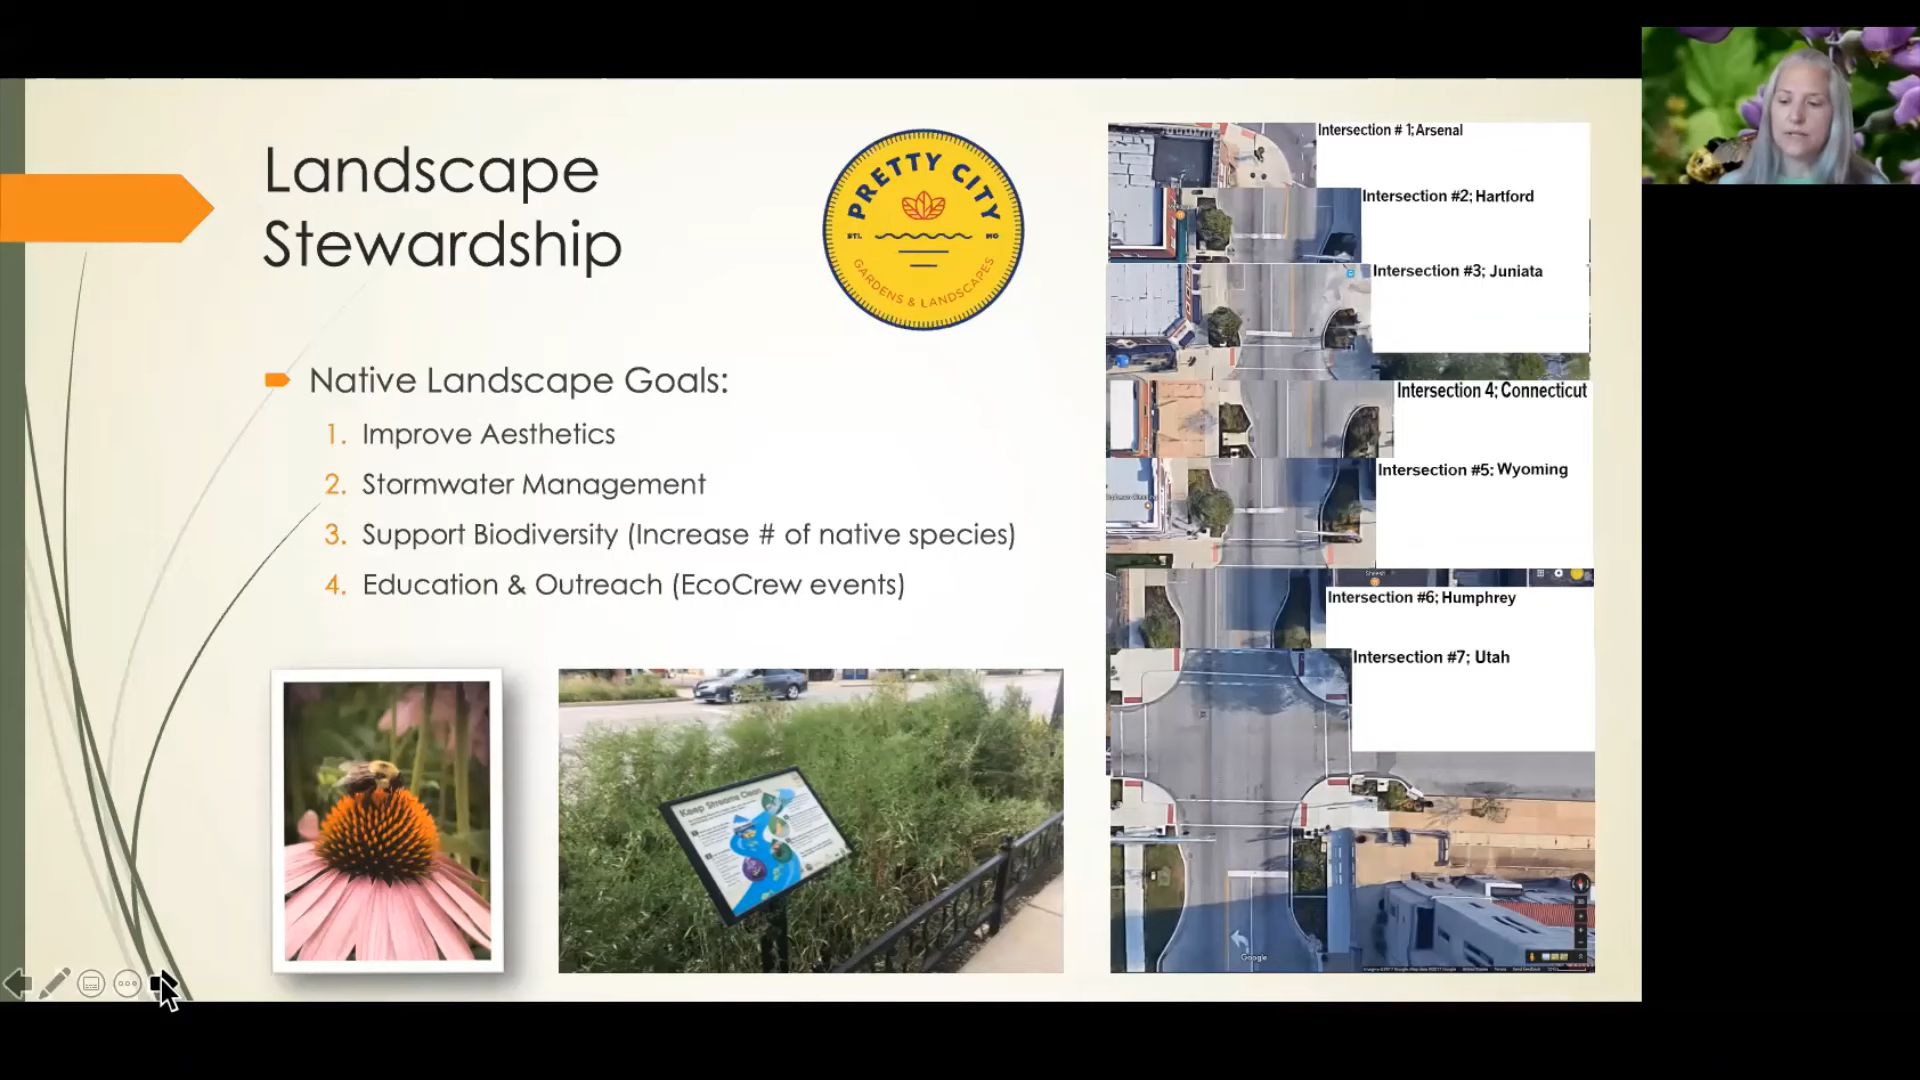 Landscape
Stewardship
PRETTY CITY
STL MO
GARDENS & LANDSCAPES
Native Landscape Goals:
1. Improve Aesthetics
2. Stormwater Management
3. Support Biodiversity (Increase # of native species)
4. Education & Outreach (EcoCrew events)
Keep Streams Clean
Intersection # 1; Arsenal
Intersection #2; Hartford
Intersection #3; Juniata
Intersection 4; Connecticut
Intersection #5: Wyoming
Intersection #6; Humphrey
Intersection #7; Utah
Google